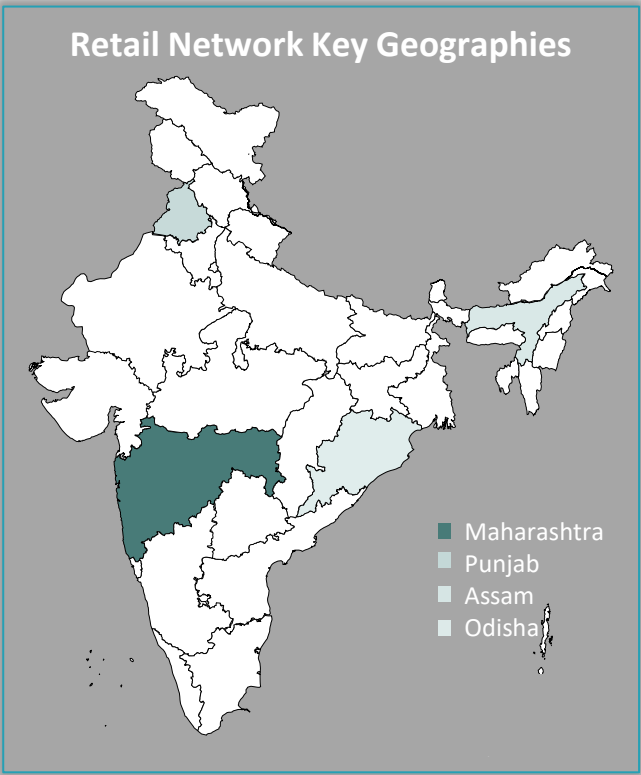 Retail Network Key Geographies
Maharashtra
Punjab
Assam
Odisha